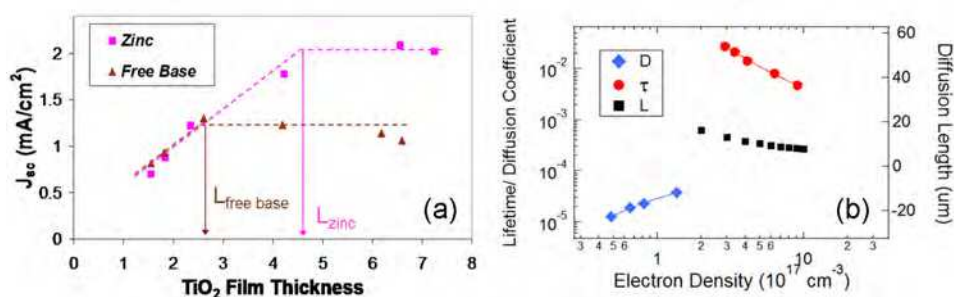 Zinc
Free Base
J_sc (mA/cm²)
2
1.5
1
0.5
0
0 1 2 3 4 5 6 7 8
L_free base
L_zinc
(a)
TiO₂ Film Thickness
Lifetime/ Diffusion Coefficient
10⁻²
10⁻³
10⁻⁴
10⁻⁵
D
τ
L
(b)
60
40
20
0
-20
Diffusion Length (um)
4 5 6 1 2 3 4 5 6 10 2 3
Electron Density (10¹⁷ cm⁻³)